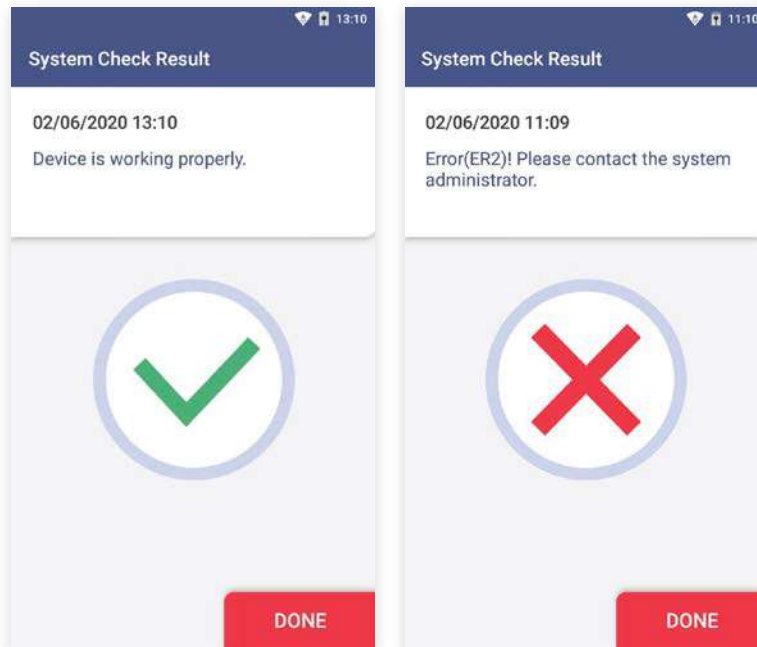 13:10
System Check Result
02/06/2020 13:10
Device is working properly.
DONE
11:10
System Check Result
02/06/2020 11:09
Error(ER2)! Please contact the system
administrator.
DONE